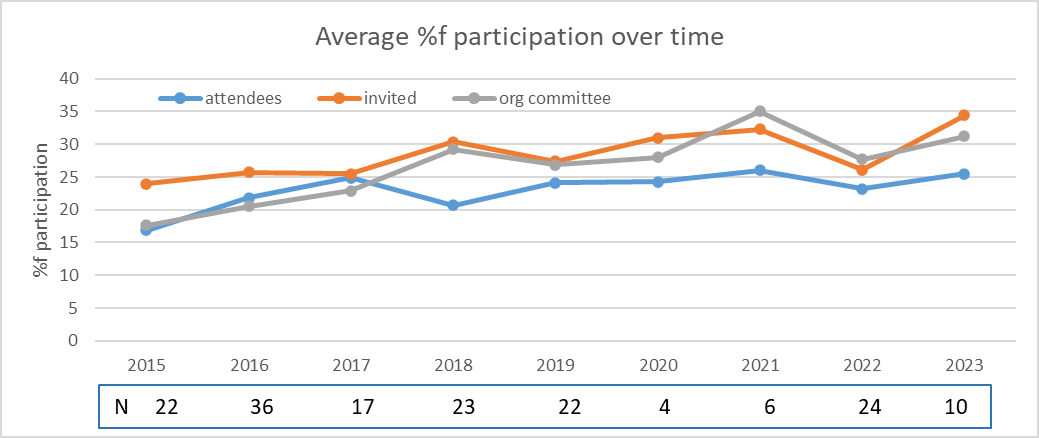 Average %f participation over time
40
attendees invited org committee
35
30
25
20
15
10
5
0
%f participation
2015 2016 2017 2018 2019 2020 2021 2022 2023
N 22 36 17 23 22 4 6 24 10